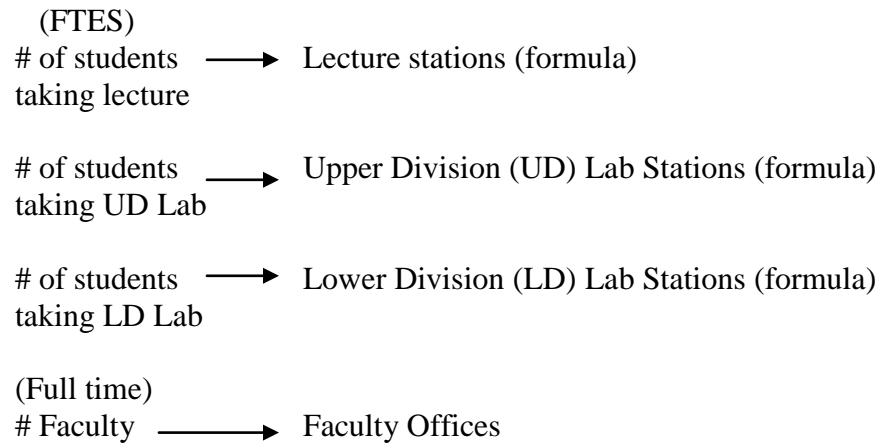 (FTES)
# of students Lecture stations (formula)
taking lecture
# of students Upper Division (UD) Lab Stations (formula)
taking UD Lab
# of students Lower Division (LD) Lab Stations (formula)
taking LD Lab
(Full time)
# Faculty Faculty Offices